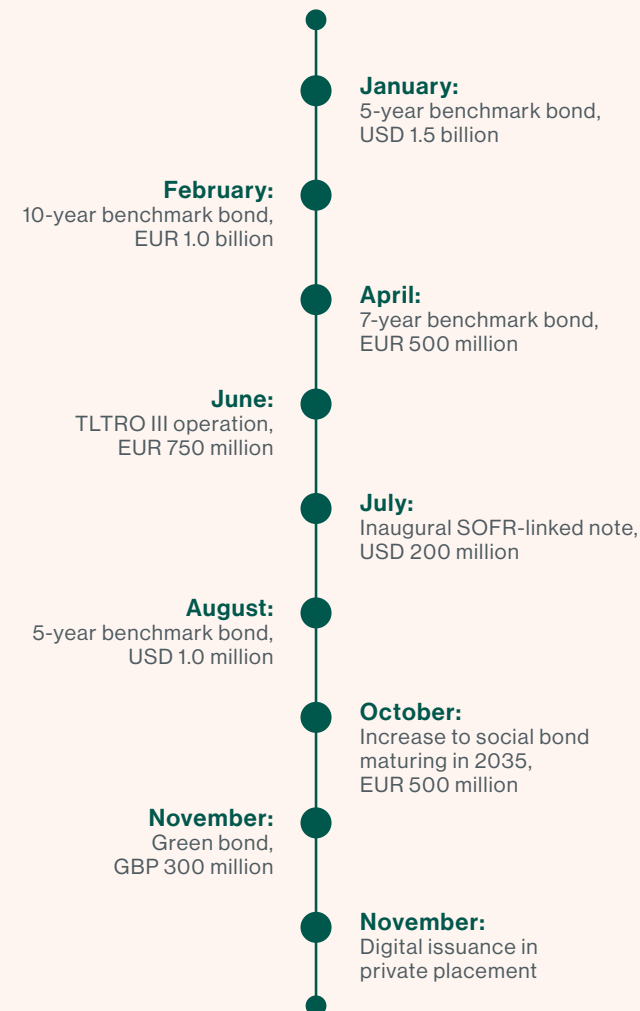 January:
5-year benchmark bond,
USD 1.5 billion
February:
10-year benchmark bond,
EUR 1.0 billion
April:
7-year benchmark bond,
EUR 500 million
June:
TLTRO III operation,
EUR 750 million
July:
Inaugural SOFR-linked note,
USD 200 million
August:
5-year benchmark bond,
USD 1.0 million
October:
Increase to social bond
maturing in 2035,
EUR 500 million
November:
Green bond,
GBP 300 million
November:
Digital issuance in
private placement